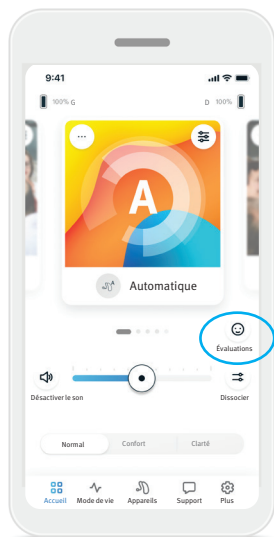 9:41
100% G
D 100%
A
A
Automatique
Évaluations
Désactiver le son
Dissocier
Normal
Confort
Clarté
Accueil
Mode de vie
Appareils
Support
Plus